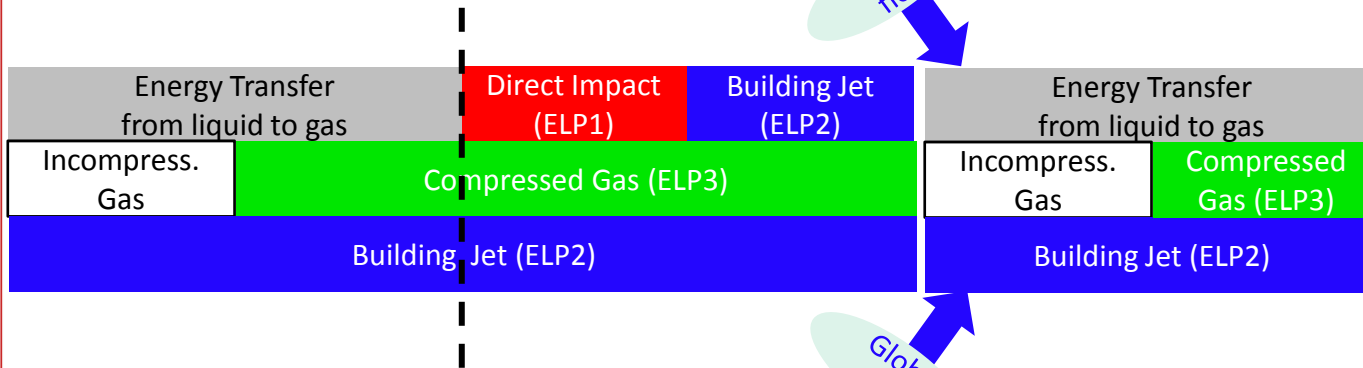 Energy Transfer
from liquid to gas
Direct Impact
(ELP1)
Building Jet
(ELP2)
Energy Transfer
from liquid to gas
Incompress.
Gas
Compressed Gas (ELP3)
Incompress.
Gas
Compressed
Gas (ELP3)
Building Jet (ELP2)
Building Jet (ELP2)